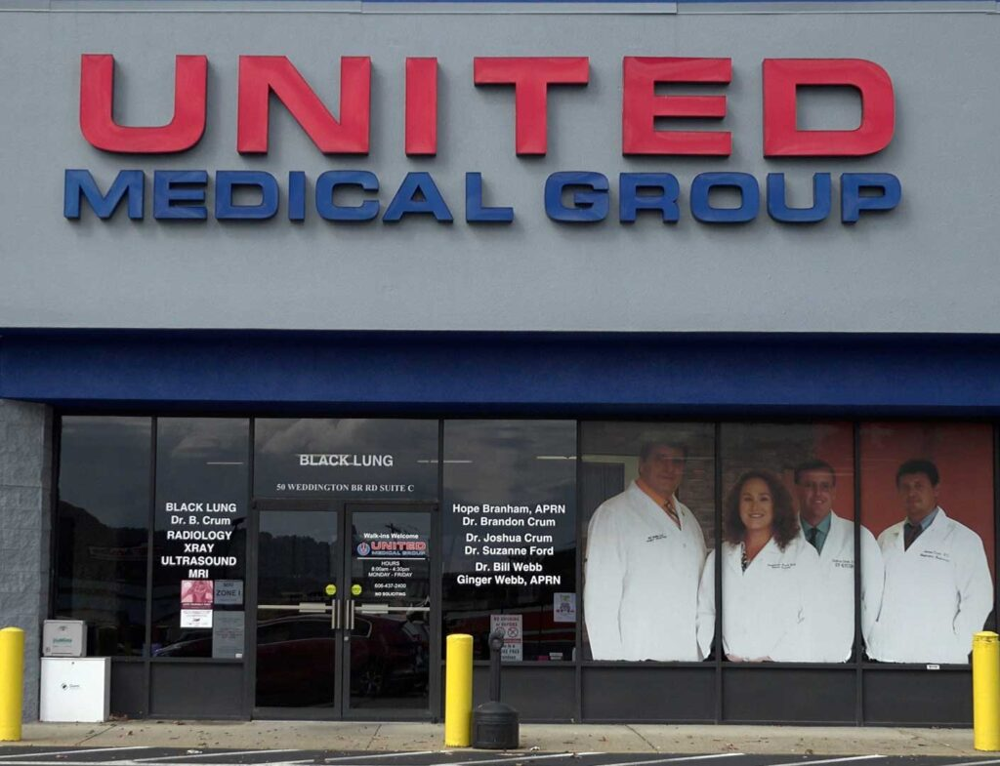 UNITED
MEDICAL GROUP
BLACK LUNG
50 WEDDINGTON BR RD SUITE C
BLACK LUNG
Dr. B. Crum
RADIOLOGY
XRAY
ULTRASOUND
MRI
ZONE I
Walk-ins Welcome
UNITED
MEDICAL GROUP
HOURS
8:00am - 4:30pm
MONDAY - FRIDAY
606-437-2400
NO SOLICITING
Hope Branham, APRN
Dr. Brandon Crum
Dr. Joshua Crum
Dr. Suzanne Ford
Dr. Bill Webb
Ginger Webb, APRN
NO SMOKING